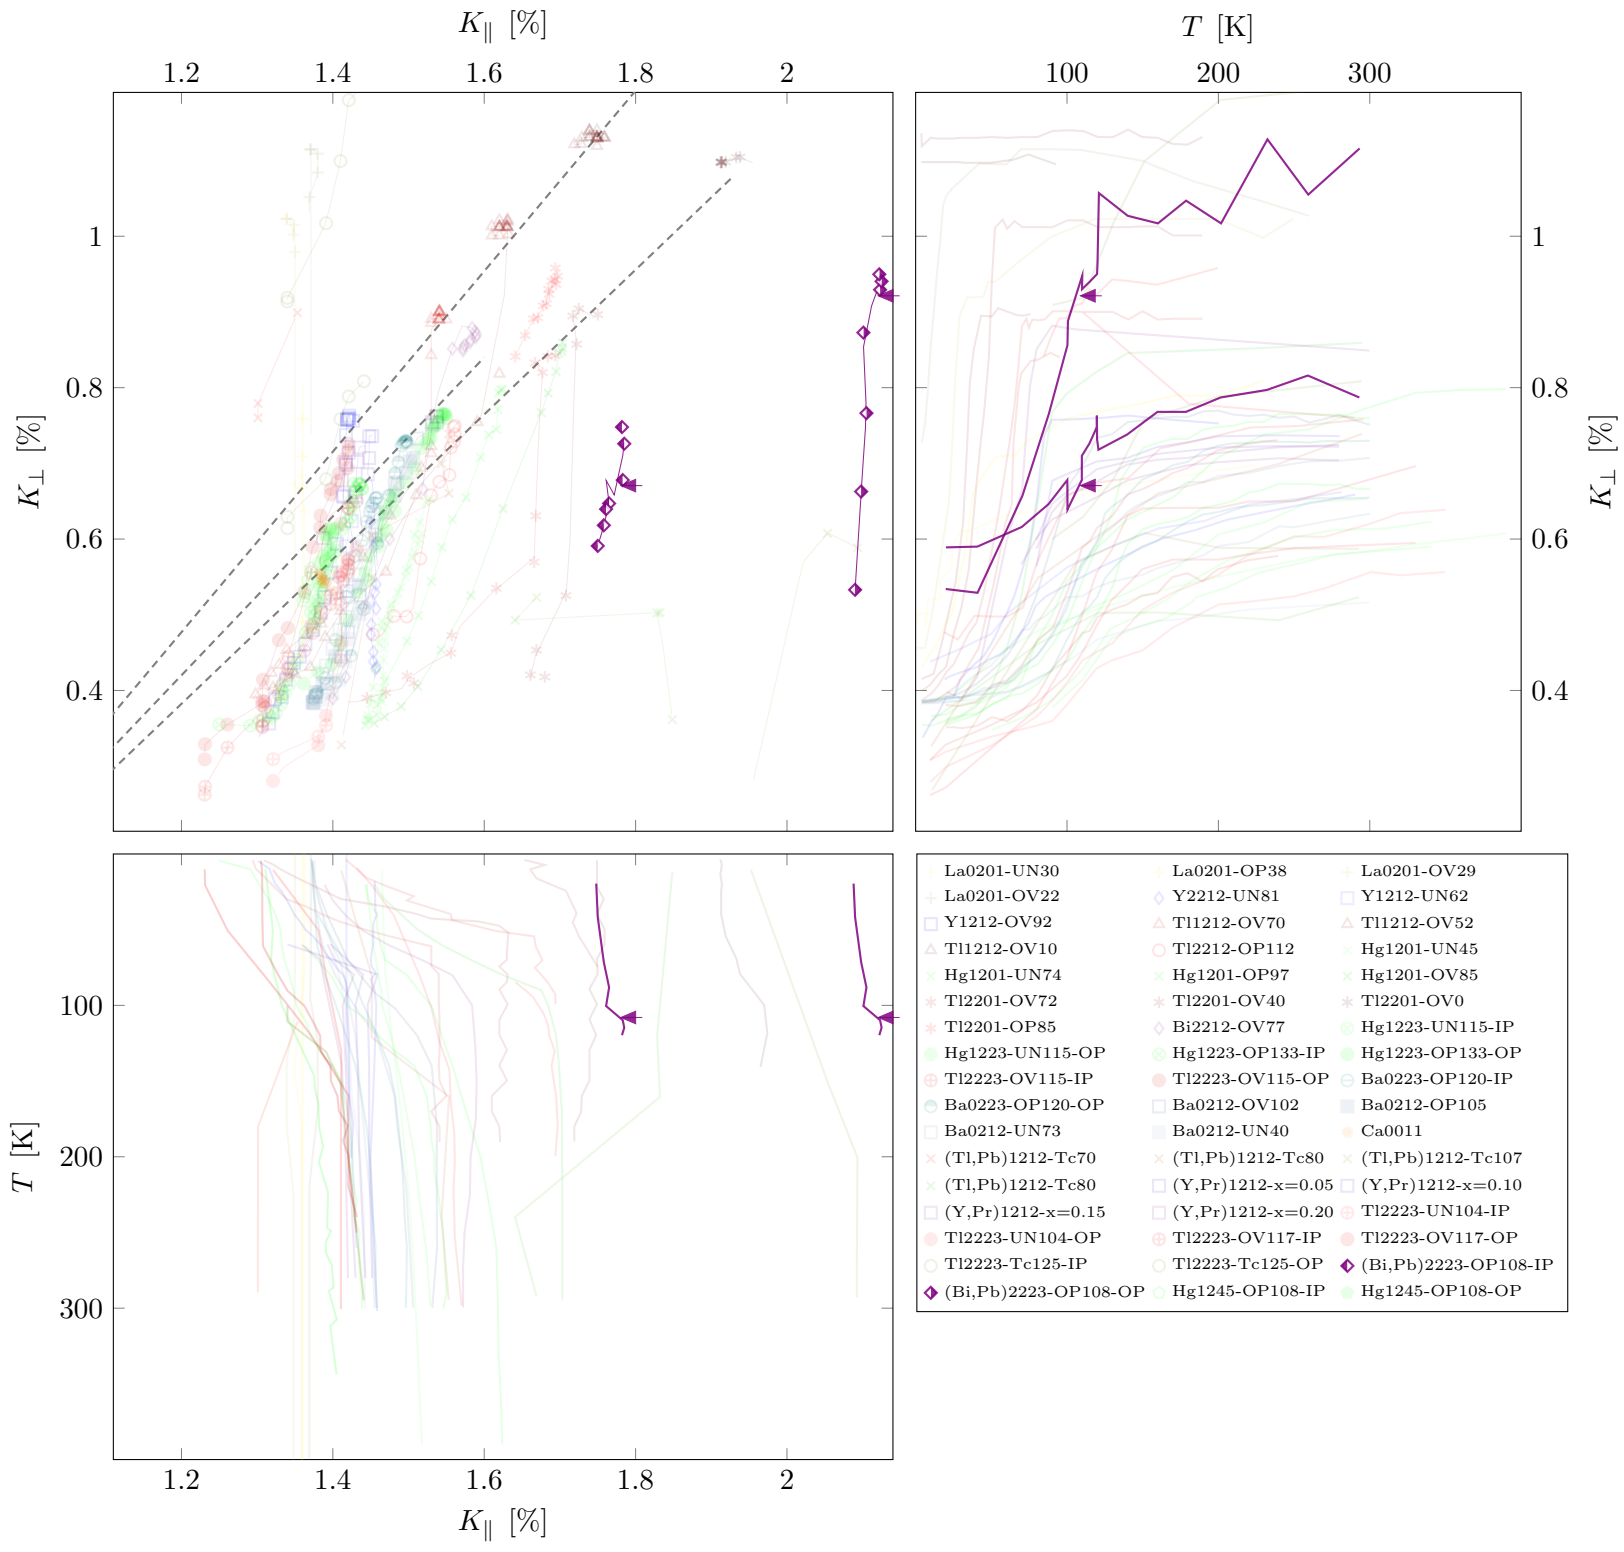 K∥ [%]
T [K]
1.2 1.4 1.6 1.8 2
100 200 300
1
0.8
0.6
0.4
K⊥ [%]
1
0.8
0.6
0.4
K⊥ [%]
100
200
300
T [K]
1.2 1.4 1.6 1.8 2
K∥ [%]
La0201-UN30 La0201-OP38 La0201-OV29
La0201-OV22 Y2212-UN81 Y1212-UN62
Y1212-OV92 Tl1212-OV70 Tl1212-OV52
Tl1212-OV10 Tl2212-OP112 Hg1201-UN45
Hg1201-UN74 Hg1201-OP97 Hg1201-OV85
Tl2201-OV72 Tl2201-OV40 Tl2201-OV0
Tl2201-OP85 Bi2212-OV77 Hg1223-UN115-IP
Hg1223-UN115-OP Hg1223-OP133-IP Hg1223-OP133-OP
Tl2223-OV115-IP Tl2223-OV115-OP Ba0223-OP120-IP
Ba0223-OP120-OP Ba0212-OV102 Ba0212-OP105
Ba0212-UN73 Ba0212-UN40 Ca0011
(Tl,Pb)1212-Tc70 (Tl,Pb)1212-Tc80 (Tl,Pb)1212-Tc107
(Tl,Pb)1212-Tc80 (Y,Pr)1212-x=0.05 (Y,Pr)1212-x=0.10
(Y,Pr)1212-x=0.15 (Y,Pr)1212-x=0.20 Tl2223-UN104-IP
Tl2223-UN104-OP Tl2223-OV117-IP Tl2223-OV117-OP
Tl2223-Tc125-IP Tl2223-Tc125-OP (Bi,Pb)2223-OP108-IP
(Bi,Pb)2223-OP108-OP Hg1245-OP108-IP Hg1245-OP108-OP